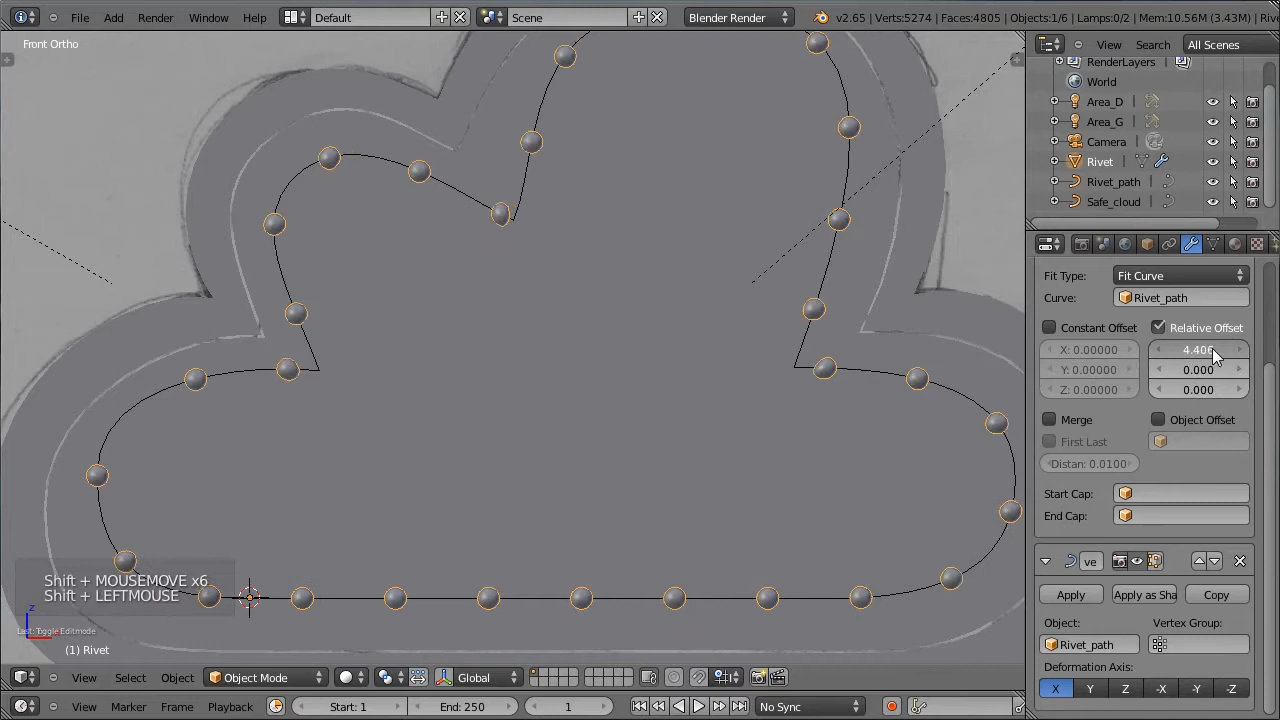 File Add Render Window Help Default Scene Blender Render v2.65 | Verts:5274 | Faces:4805 | Objects:1/6 | Lamps:0/2 | Mem:10.56M (3.43M) | Rive
Front Ortho
View Search All Scenes
RenderLayers
World
Area_D
Area_G
Camera
Rivet
Rivet_path
Safe_cloud
Fit Type: Fit Curve
Curve: Rivet_path
Constant Offset Relative Offset
X: 0.00000 4.406
Y: 0.00000 0.000
Z: 0.00000 0.000
Merge Object Offset
First Last
Distan: 0.0100
Start Cap:
End Cap:
ve
Apply Apply as Sha Copy
Object: Vertex Group:
Rivet_path
Deformation Axis:
X Y Z -X -Y -Z
Shift + MOUSEMOVE x6
Shift + LEFTMOUSE
z
Last: Toggle Editmode
(1) Rivet
View Select Object Object Mode Global
View Marker Frame Playback Start: 1 End: 250 1 No Sync